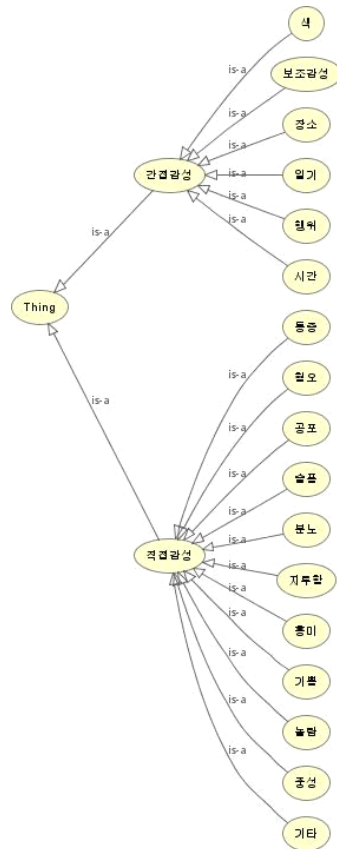 색
is-a
보조감성
is-a
장소
is-a
간접감성
is-a
일기
is-a
행위
is-a
시간
is-a
Thing
통증
is-a
혐오
is-a
공포
is-a
슬픔
is-a
분노
is-a
직접감성
is-a
지루함
is-a
흥미
is-a
기쁨
is-a
놀람
is-a
중성
is-a
기타
is-a